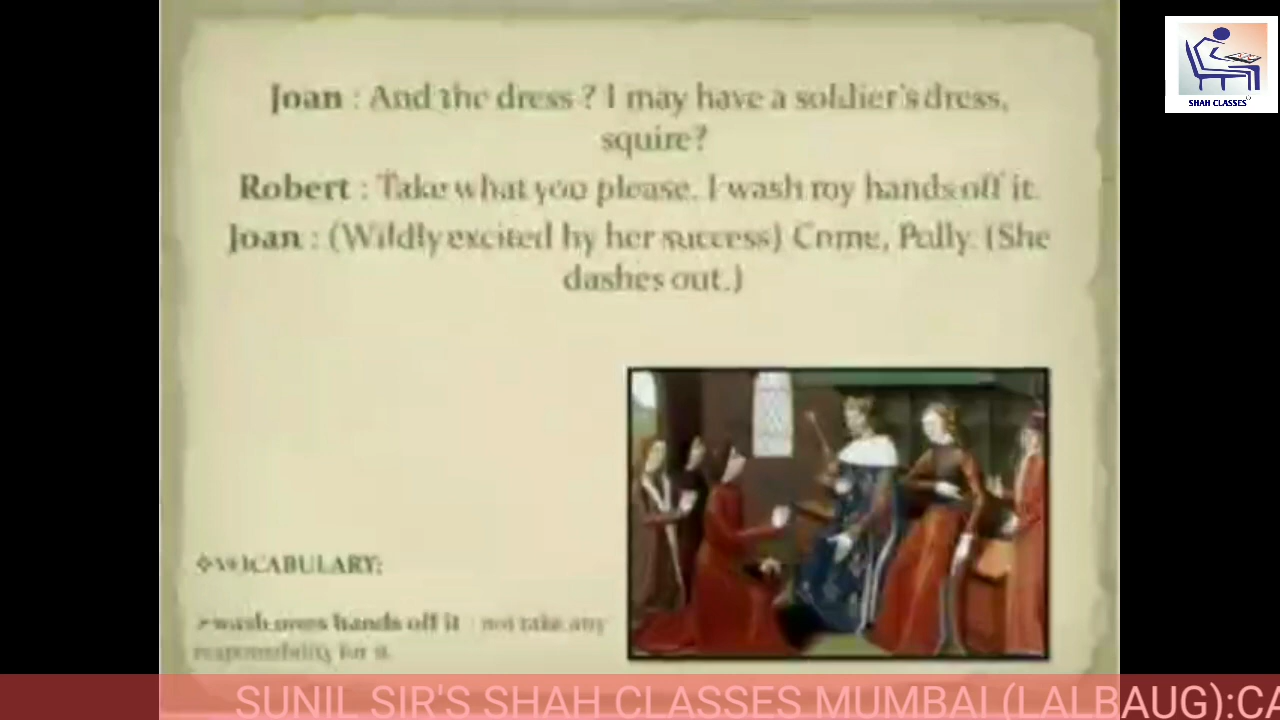 Joan : And the dress ? I may have a soldier's dress,
squire?
Robert : Take what you please. I wash my hands off it.
Joan : (Wildly excited by her success) Come, Polly. (She
dashes out.)
SHAH CLASSES
VOCABULARY:
wash ones hands off it : not take any
responsibility for it.
SUNIL SIR'S SHAH CLASSES MUMBAI (LALBAUG):CA